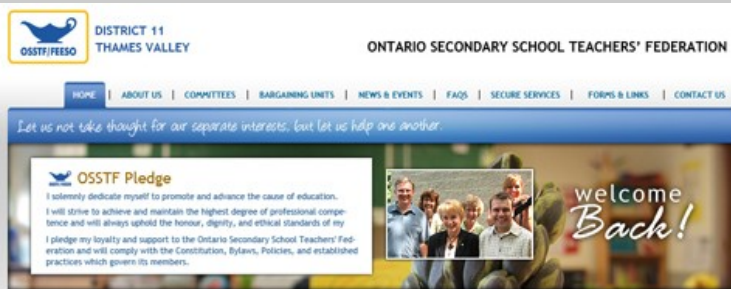 OSSTF/FEESO
DISTRICT 11
THAMES VALLEY
ONTARIO SECONDARY SCHOOL TEACHERS' FEDERATION
HOME | ABOUT US | COMMITTEES | BARGAINING UNITS | NEWS & EVENTS | FAQS | SECURE SERVICES | FORMS & LINKS | CONTACT US
Let us not take thought for our separate interests, but let us help one another.
OSSTF/FEESO
OSSTF Pledge
I solemnly dedicate myself to promote and advance the cause of education.
I will strive to achieve and maintain the highest degree of professional compe-
tence and will always uphold the honour, dignity, and ethical standards of my
I pledge my loyalty and support to the Ontario Secondary School Teachers' Fed-
eration and will comply with the Constitution, Bylaws, Policies, and established
practices which govern its members.
welcome
Back!